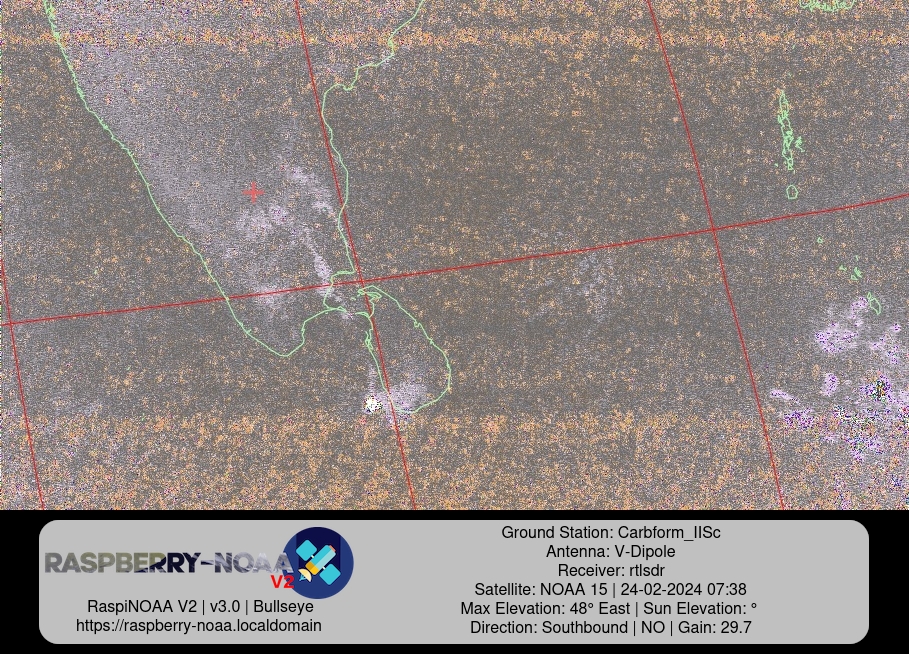 RASPBERRY-NOAA
V2
RaspiNOAA V2 | v3.0 | Bullseye
https://raspberry-noaa.localdomain
Ground Station: Carbform_IISc
Antenna: V-Dipole
Receiver: rtlsdr
Satellite: NOAA 15 | 24-02-2024 07:38
Max Elevation: 48° East | Sun Elevation: °
Direction: Southbound | NO | Gain: 29.7